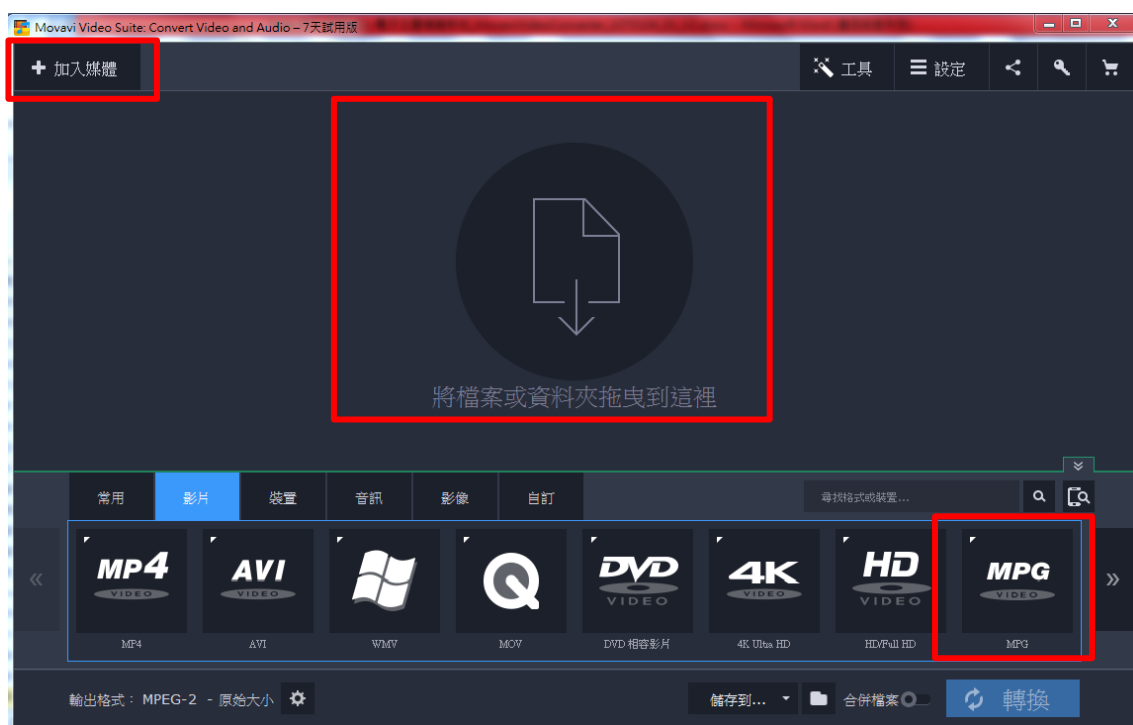 Movavi Video Suite: Convert Video and Audio – 7天試用版
加入媒體
工具
設定
將檔案或資料夾拖曳到這裡
常用 影片 裝置 音訊 影像 自訂 尋找格式或裝置...
MP4 VIDEO AVI VIDEO DVD VIDEO 4K VIDEO HD VIDEO MPG VIDEO
MP4 AVI WMV MOV DVD 相容影片 4K Ultra HD HD/Full HD MPG
輸出格式： MPEG-2 - 原始大小 儲存到... 合併檔案 轉換